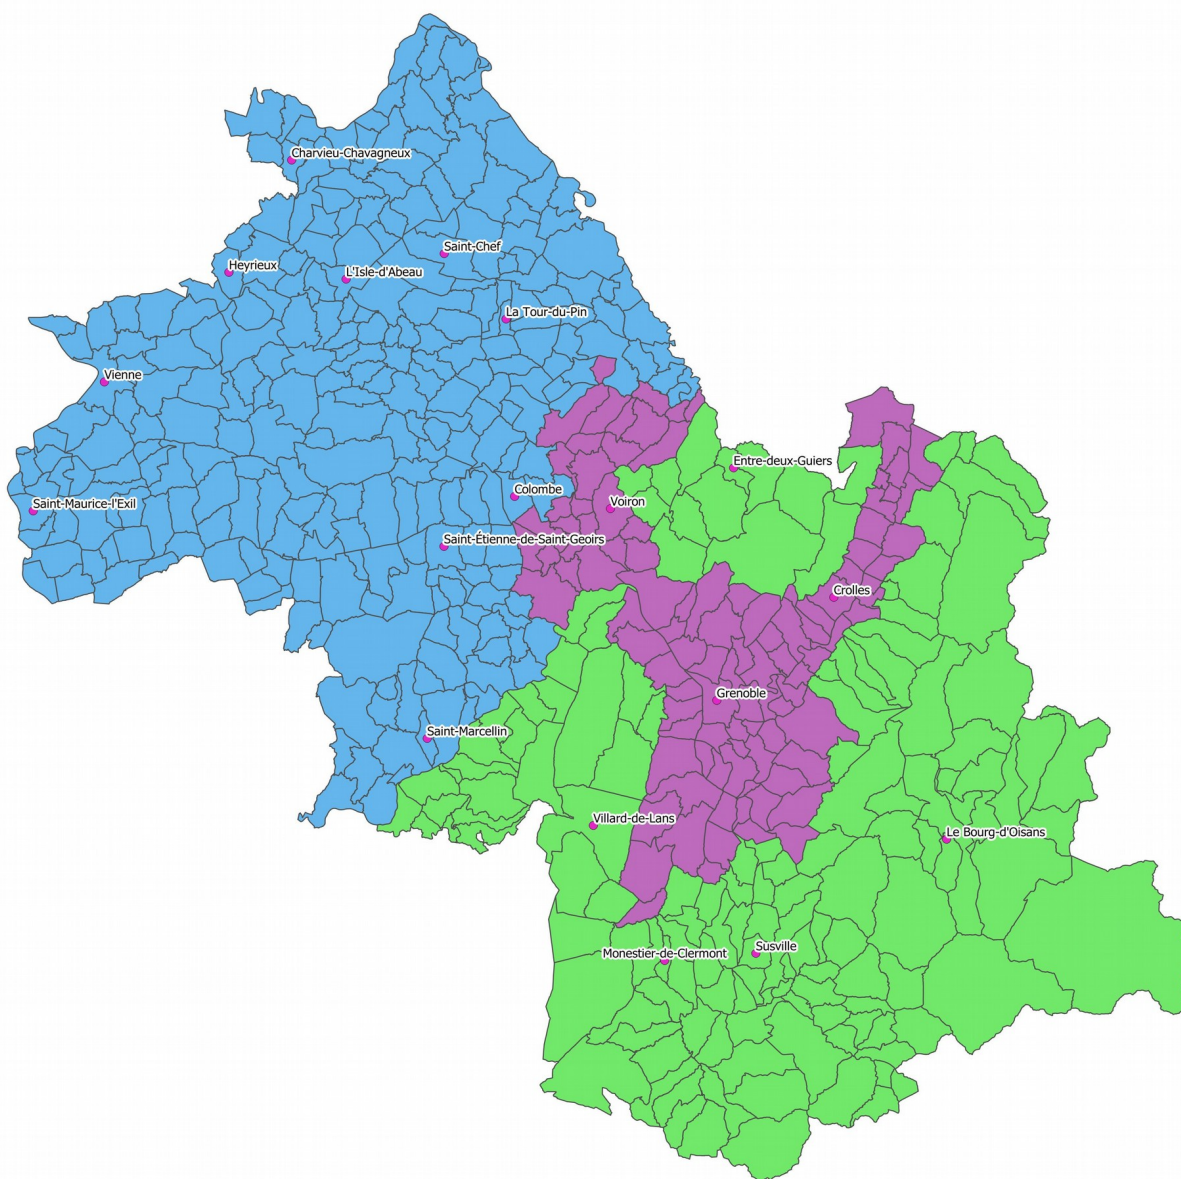 Charvieu-Chavagneux
Saint-Chef
Heyrieux
L'Isle-d'Abeau
La Tour-du-Pin
Vienne
Entre-deux-Guiers
Colombe
Saint-Maurice-l'Exil
Voiron
Saint-Étienne-de-Saint-Geoirs
Crolles
Grenoble
Saint-Marcellin
Villard-de-Lans
Le Bourg-d'Oisans
Susville
Monestier-de-Clermont